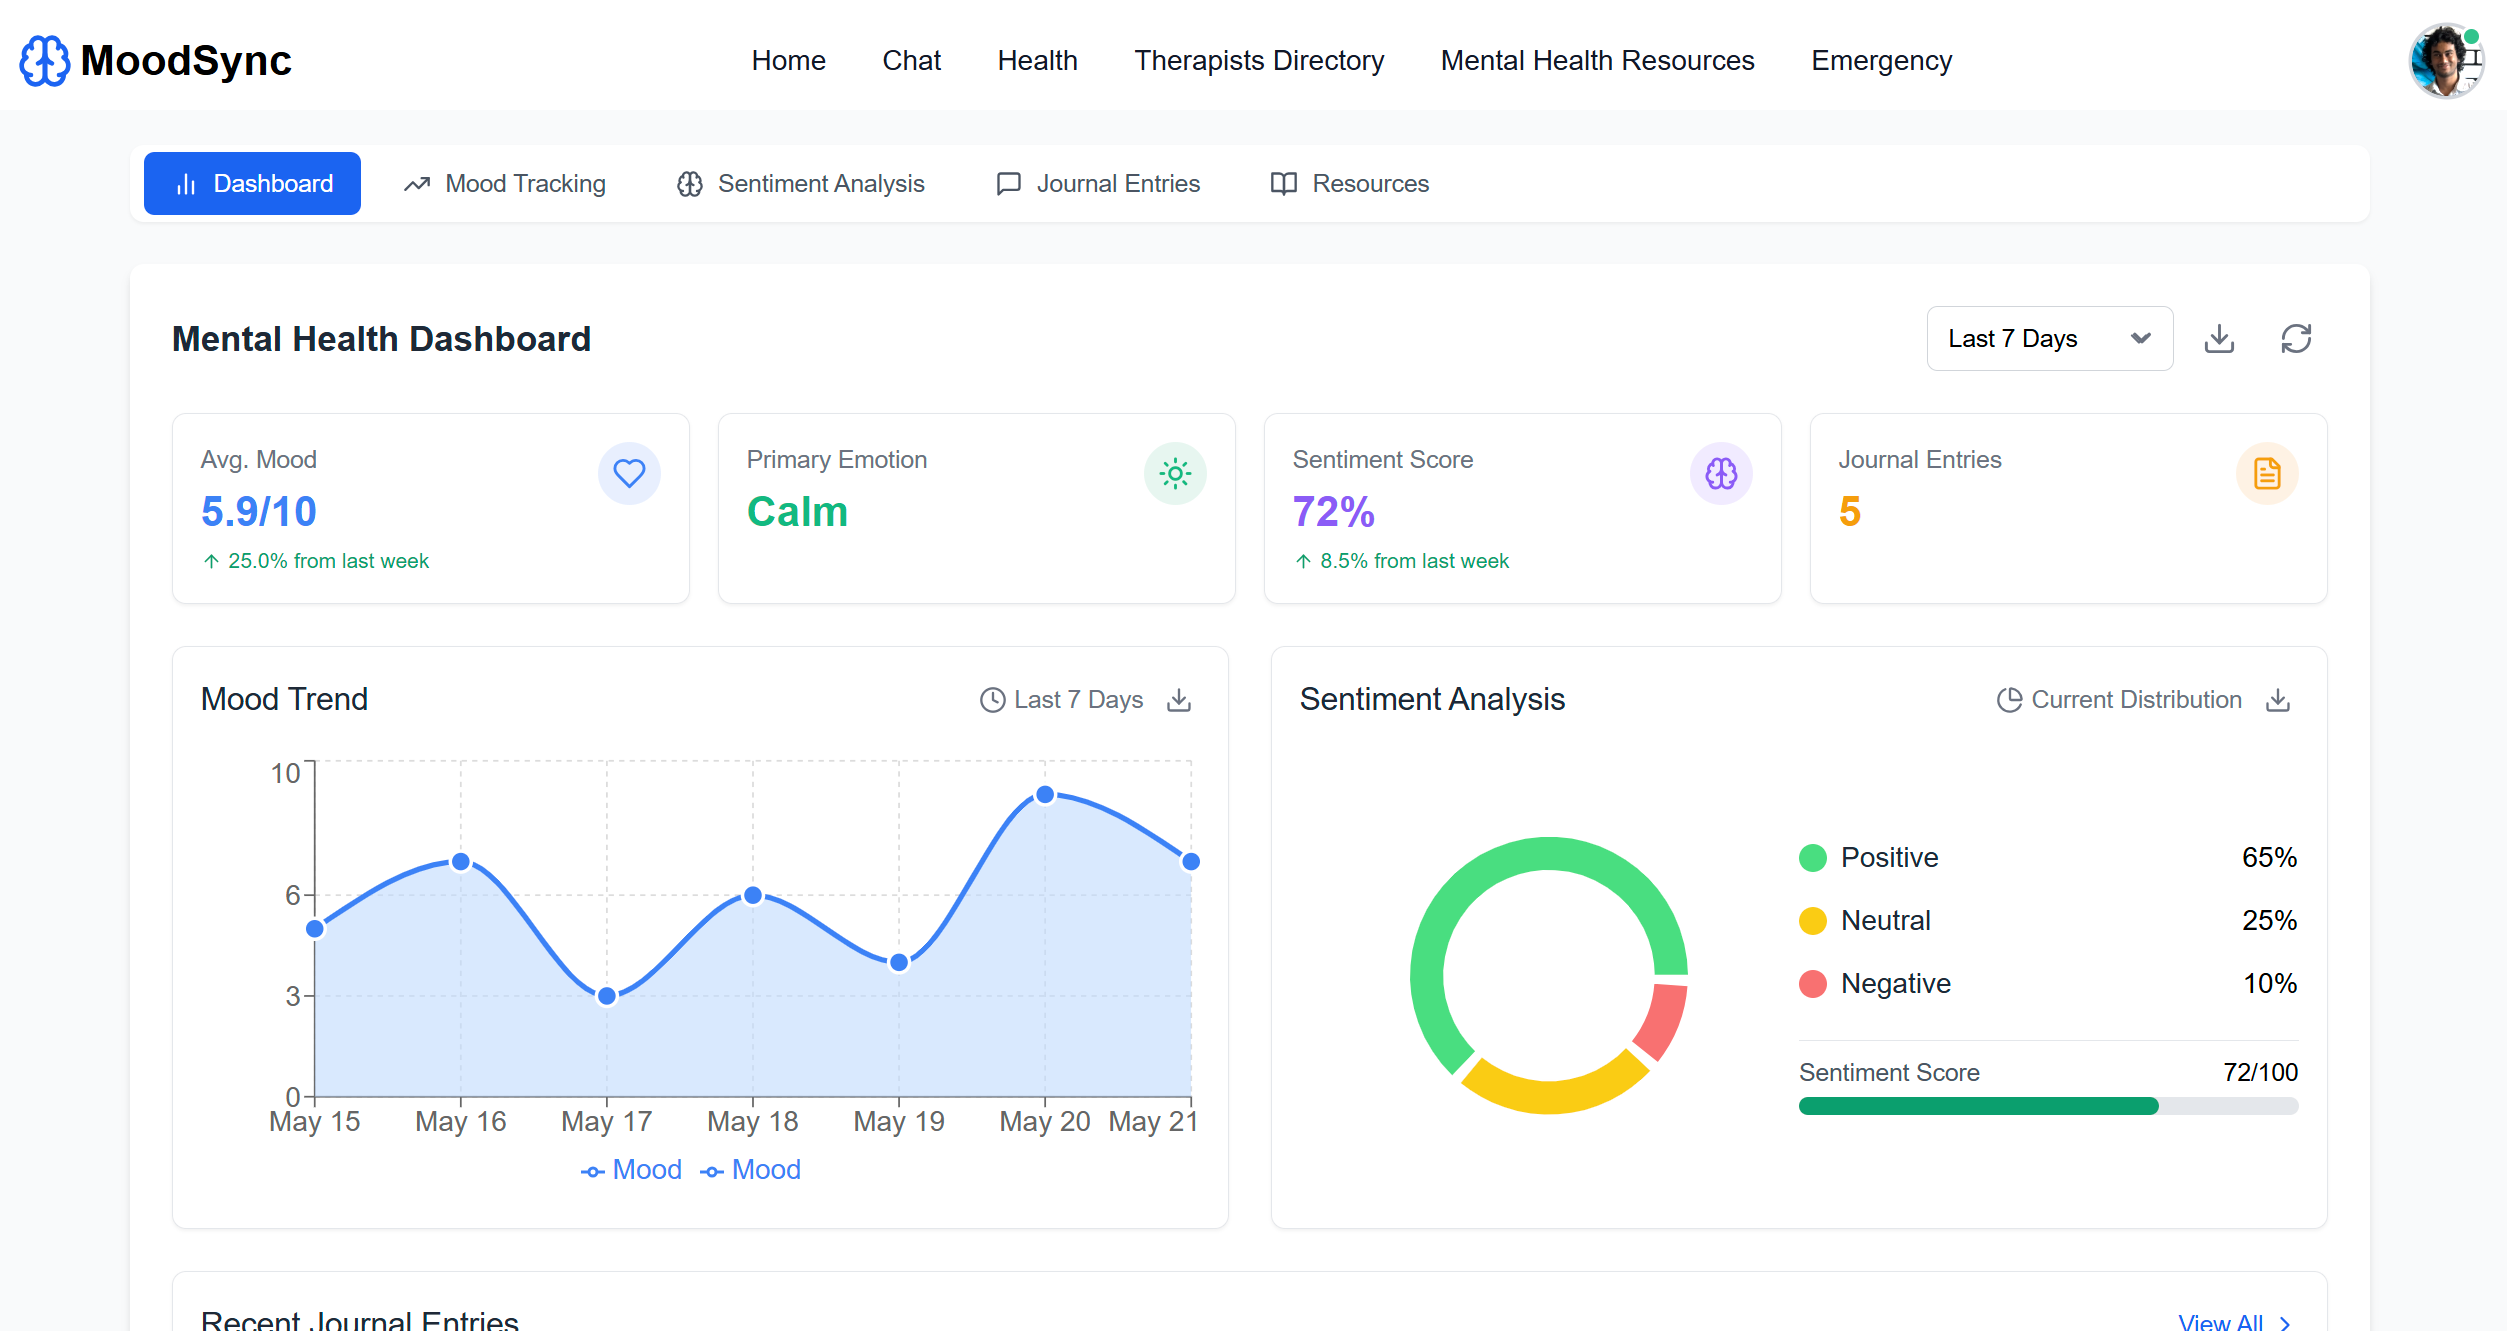 MoodSync
Home Chat Health Therapists Directory Mental Health Resources Emergency
Dashboard Mood Tracking Sentiment Analysis Journal Entries Resources
Mental Health Dashboard
Last 7 Days
Avg. Mood
5.9/10
25.0% from last week
Primary Emotion
Calm
Sentiment Score
72%
8.5% from last week
Journal Entries
5
Mood Trend
Last 7 Days
10
6
3
0
May 15 May 16 May 17 May 18 May 19 May 20 May 21
Mood Mood
Sentiment Analysis
Current Distribution
Positive 65%
Neutral 25%
Negative 10%
Sentiment Score 72/100
Recent Journal Entries
View All